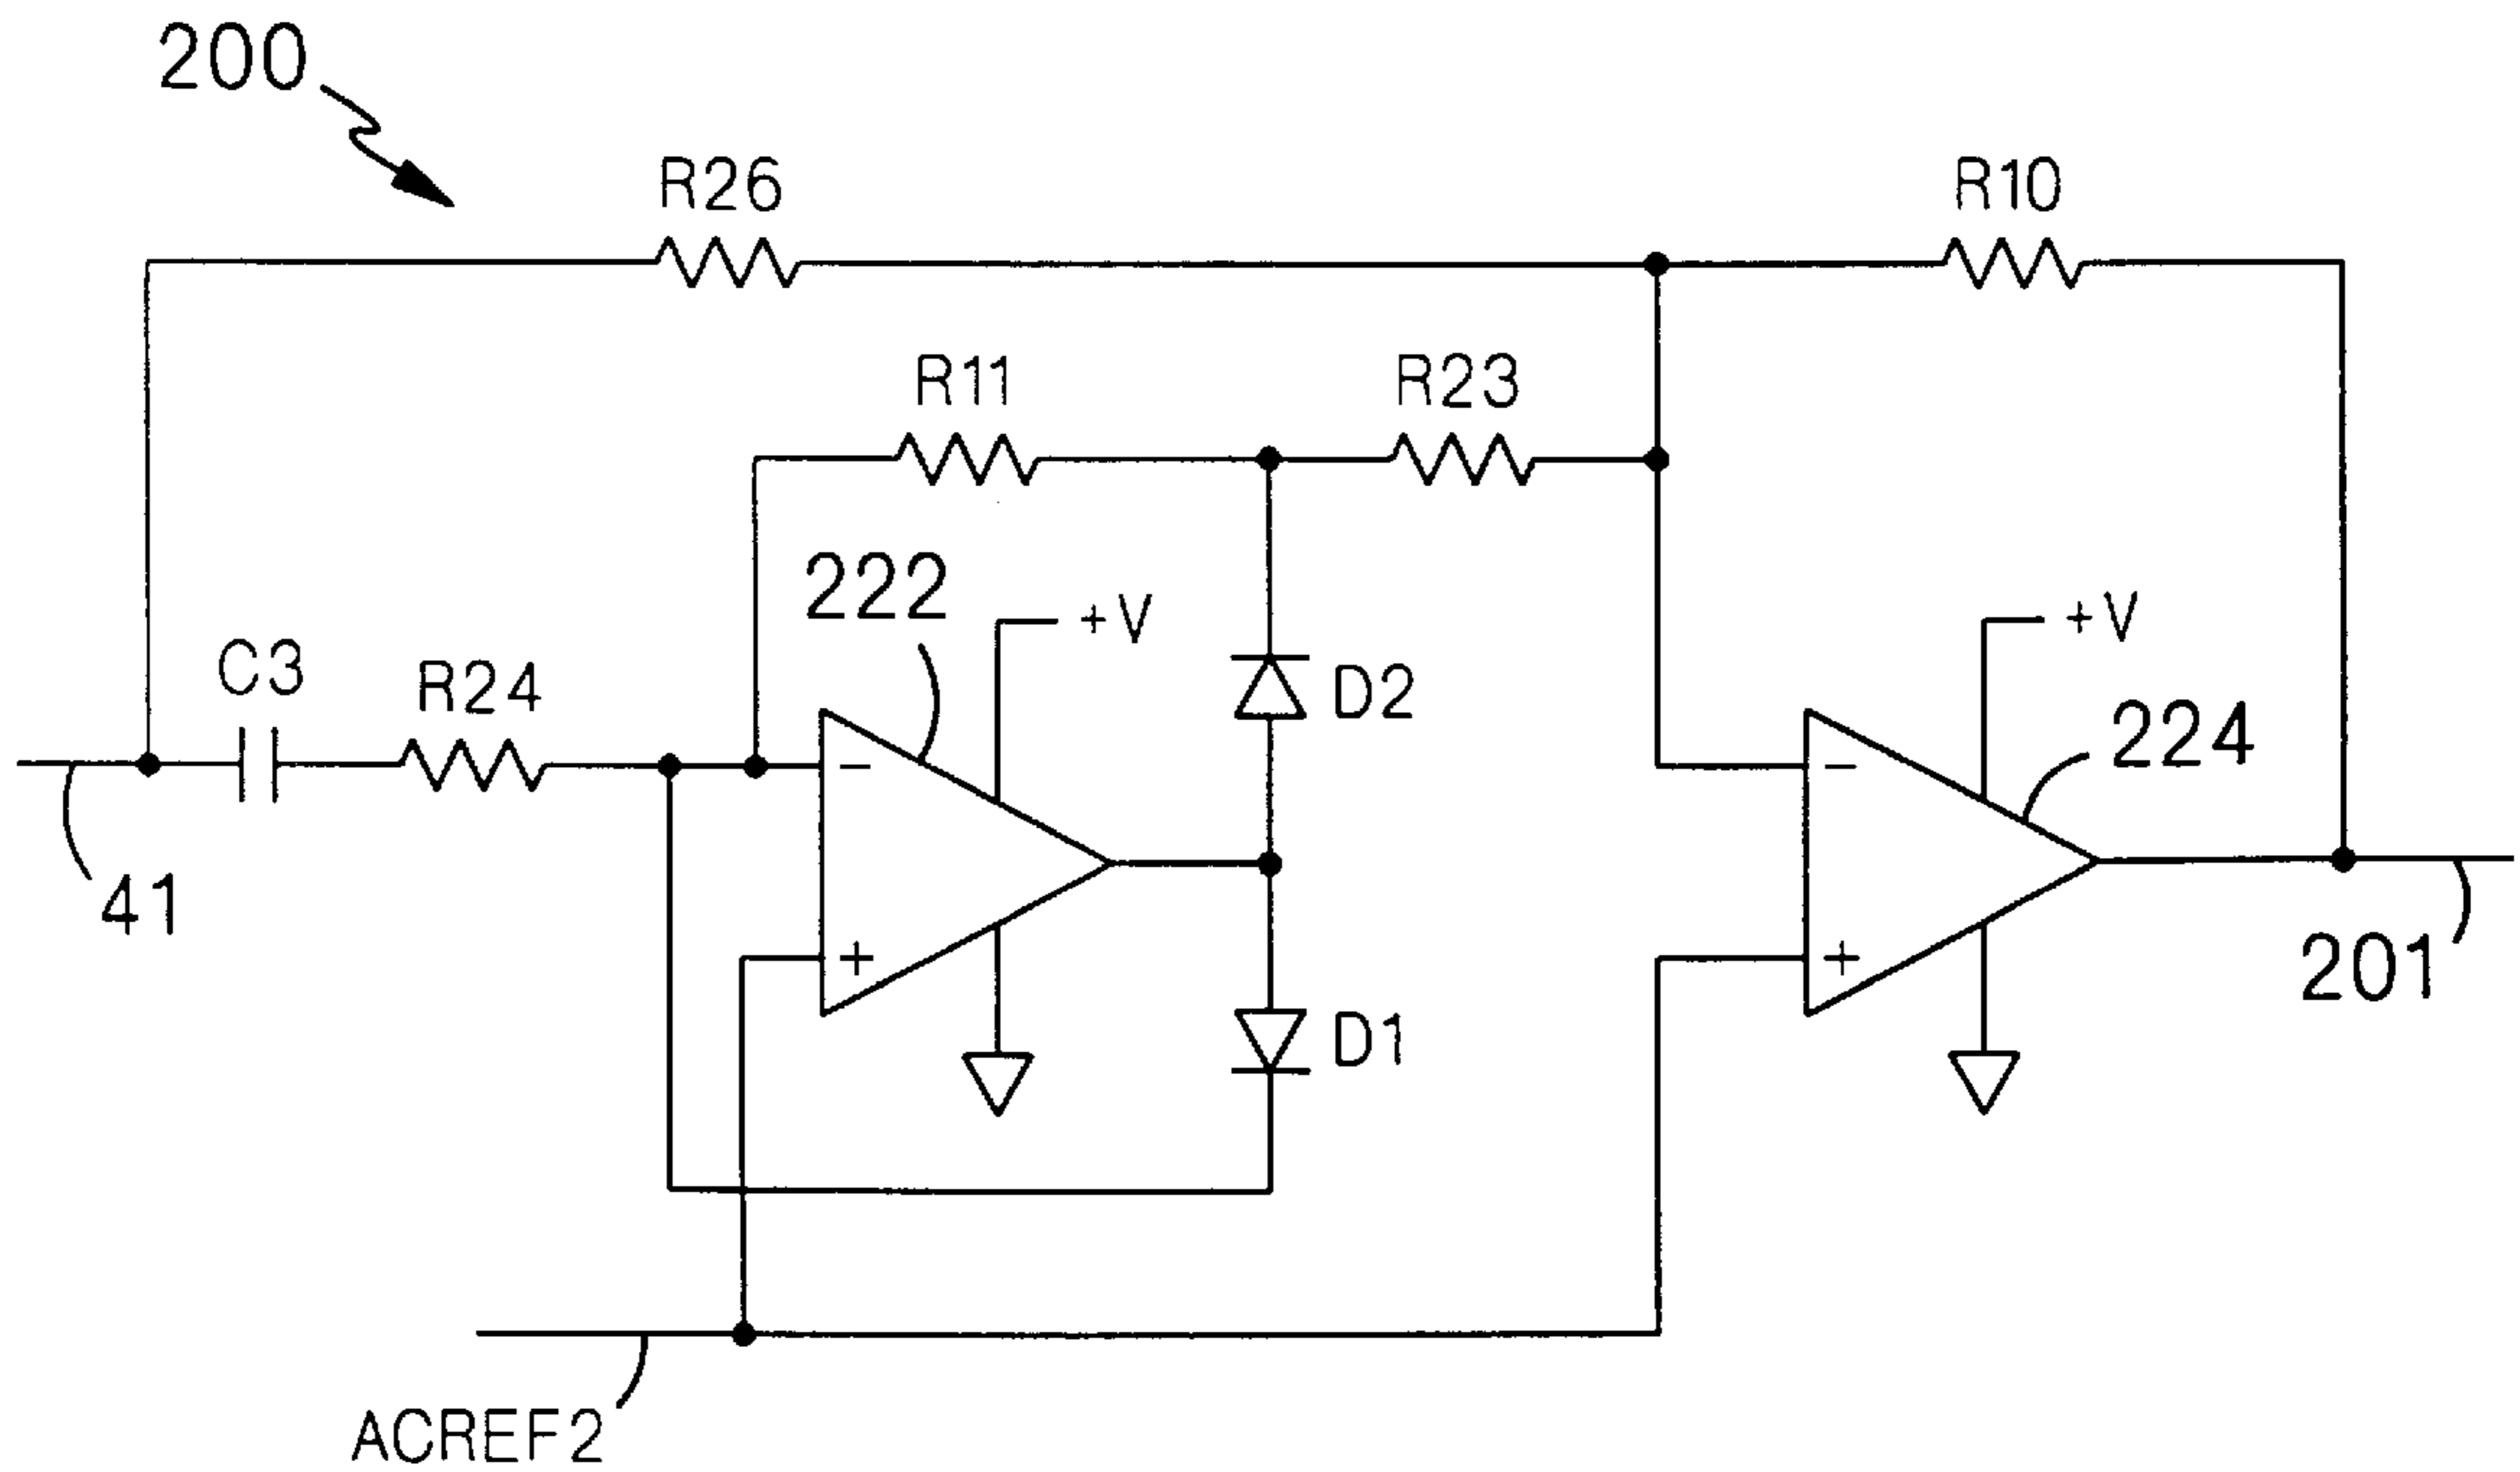 200
R26
R10
R11
R23
222
+V
+V
C3
R24
D2
224
−
−
41
+
+
201
D1
ACREF2